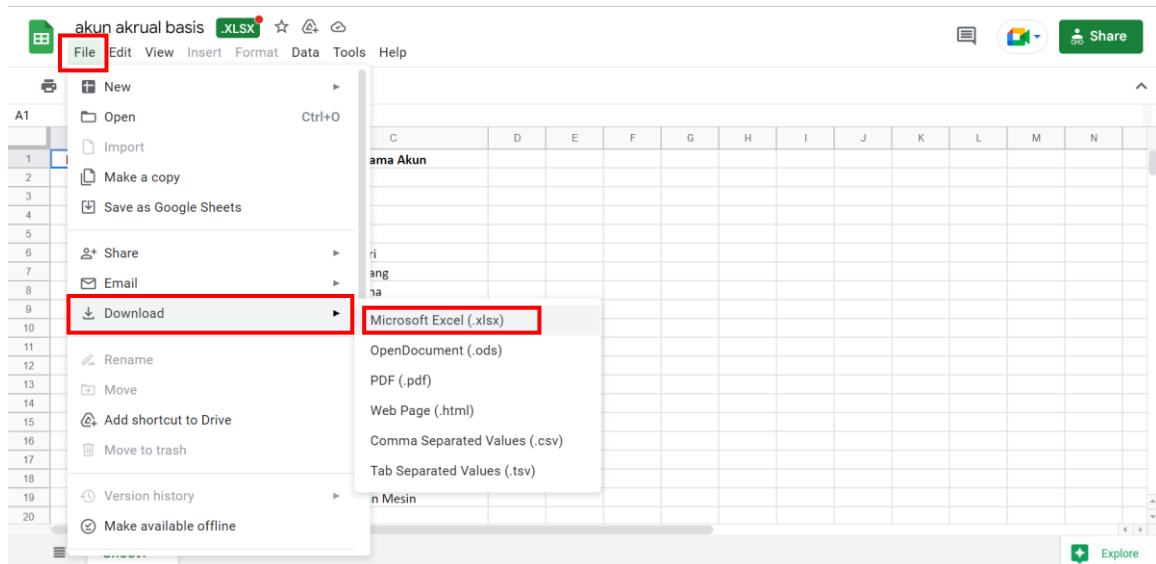 akun akrual basis .XLSX
File Edit View Insert Format Data Tools Help
Share
A1
New
Open Ctrl+O
Import
Make a copy
Save as Google Sheets
Share
Email
Download
Rename
Move
Add shortcut to Drive
Move to trash
Version history
Make available offline
Microsoft Excel (.xlsx)
OpenDocument (.ods)
PDF (.pdf)
Web Page (.html)
Comma Separated Values (.csv)
Tab Separated Values (.tsv)
C D E F G H I J K L M N
1 ama Akun
2
3
4
5
6 ri
7 ang
8 na
9
10
11
12
13
14
15
16
17
18
19 n Mesin
20
Explore